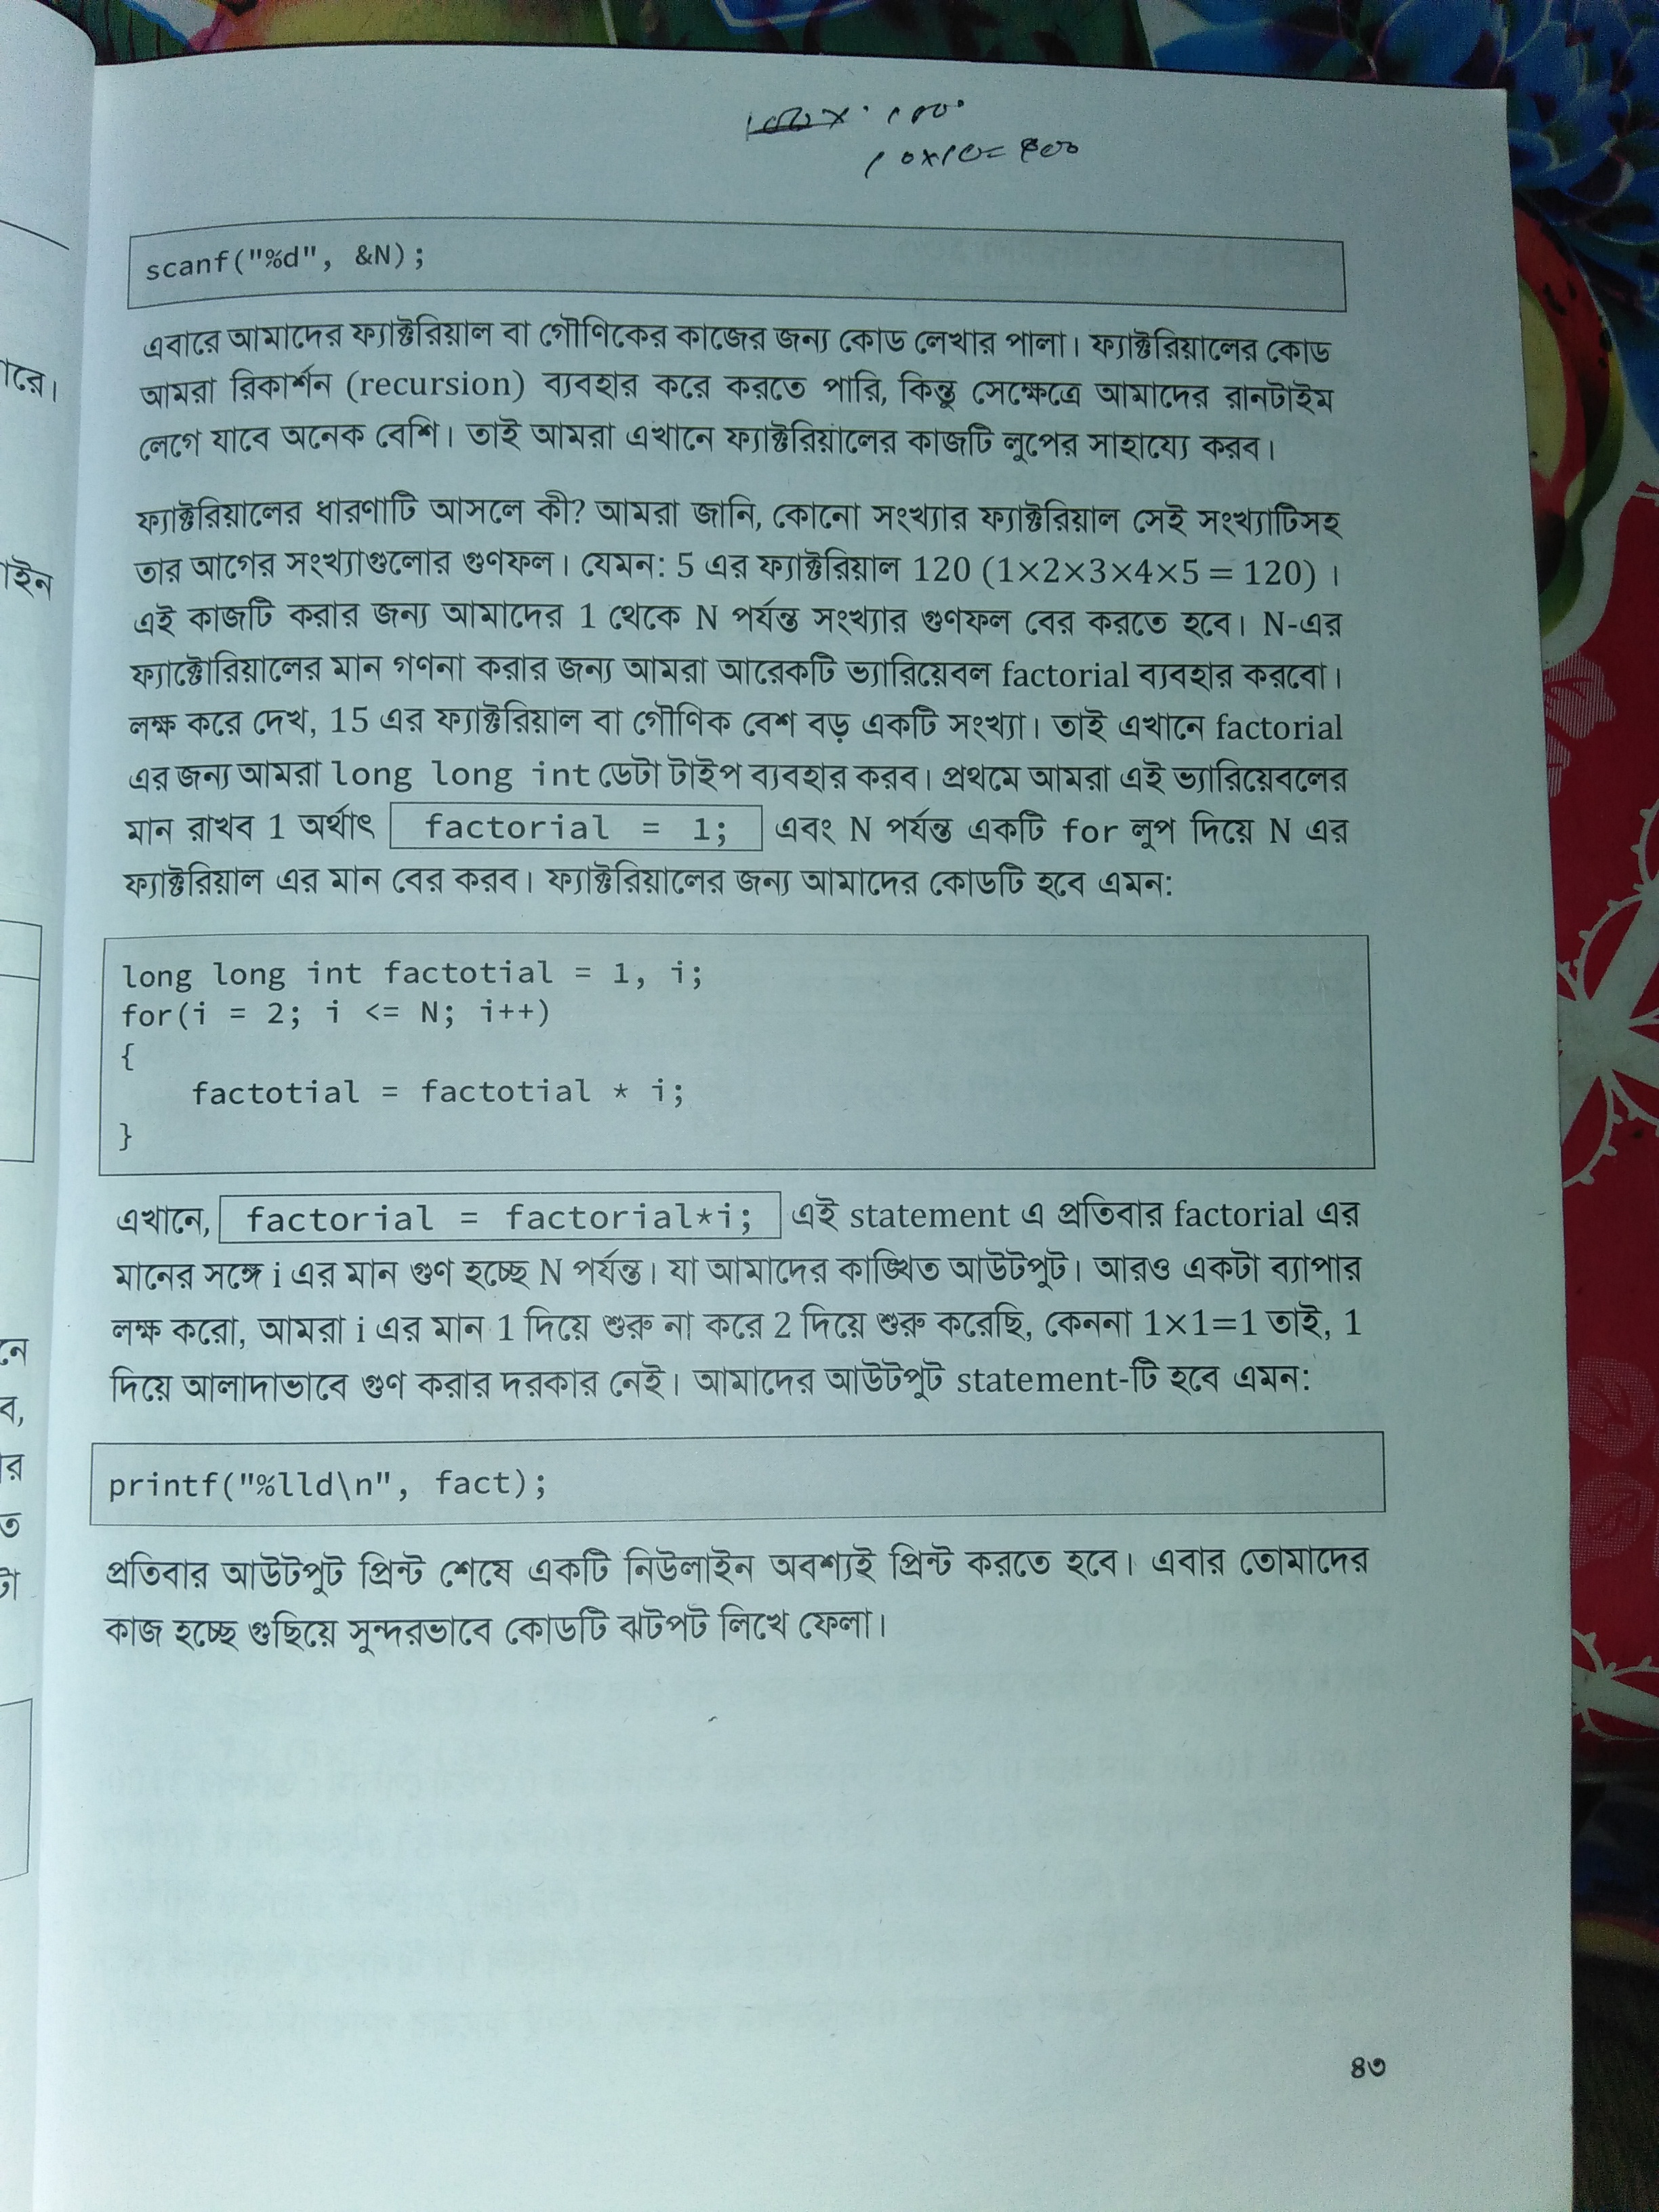 10×10=100
scanf("%d", &N);
এবারে আমাদের ফ্যাক্টরিয়াল বা গৌণিকের কাজের জন্য কোড লেখার পালা। ফ্যাক্টরিয়ালের কোড
আমরা রিকার্শন (recursion) ব্যবহার করে করতে পারি, কিন্তু সেক্ষেত্রে আমাদের রানটাইম
লেগে যাবে অনেক বেশি। তাই আমরা এখানে ফ্যাক্টরিয়ালের কাজটি লুপের সাহায্যে করব।
ফ্যাক্টরিয়ালের ধারণাটি আসলে কী? আমরা জানি, কোনো সংখ্যার ফ্যাক্টরিয়াল সেই সংখ্যাটিসহ
তার আগের সংখ্যাগুলোর গুণফল। যেমন: 5 এর ফ্যাক্টরিয়াল 120 (1×2×3×4×5 = 120) ।
এই কাজটি করার জন্য আমাদের 1 থেকে N পর্যন্ত সংখ্যার গুণফল বের করতে হবে। N-এর
ফ্যাক্টোরিয়ালের মান গণনা করার জন্য আমরা আরেকটি ভ্যারিয়েবল factorial ব্যবহার করবো।
লক্ষ করে দেখ, 15 এর ফ্যাক্টরিয়াল বা গৌণিক বেশ বড় একটি সংখ্যা। তাই এখানে factorial
এর জন্য আমরা long long int ডেটা টাইপ ব্যবহার করব। প্রথমে আমরা এই ভ্যারিয়েবলের
মান রাখব 1 অর্থাৎ factorial = 1; এবং N পর্যন্ত একটি for লুপ দিয়ে N এর
ফ্যাক্টরিয়াল এর মান বের করব। ফ্যাক্টরিয়ালের জন্য আমাদের কোডটি হবে এমন:
long long int factotial = 1, i;
for(i = 2; i <= N; i++)
{
factotial = factotial * i;
}
এখানে, factorial = factorial*i; এই statement এ প্রতিবার factorial এর
মানের সঙ্গে i এর মান গুণ হচ্ছে N পর্যন্ত। যা আমাদের কাঙ্খিত আউটপুট। আরও একটা ব্যাপার
লক্ষ করো, আমরা i এর মান 1 দিয়ে শুরু না করে 2 দিয়ে শুরু করেছি, কেননা 1×1=1 তাই, 1
দিয়ে আলাদাভাবে গুণ করার দরকার নেই। আমাদের আউটপুট statement-টি হবে এমন:
printf("%lld\n", fact);
প্রতিবার আউটপুট প্রিন্ট শেষে একটি নিউলাইন অবশ্যই প্রিন্ট করতে হবে। এবার তোমাদের
কাজ হচ্ছে গুছিয়ে সুন্দরভাবে কোডটি ঝটপট লিখে ফেলা।
৪৩